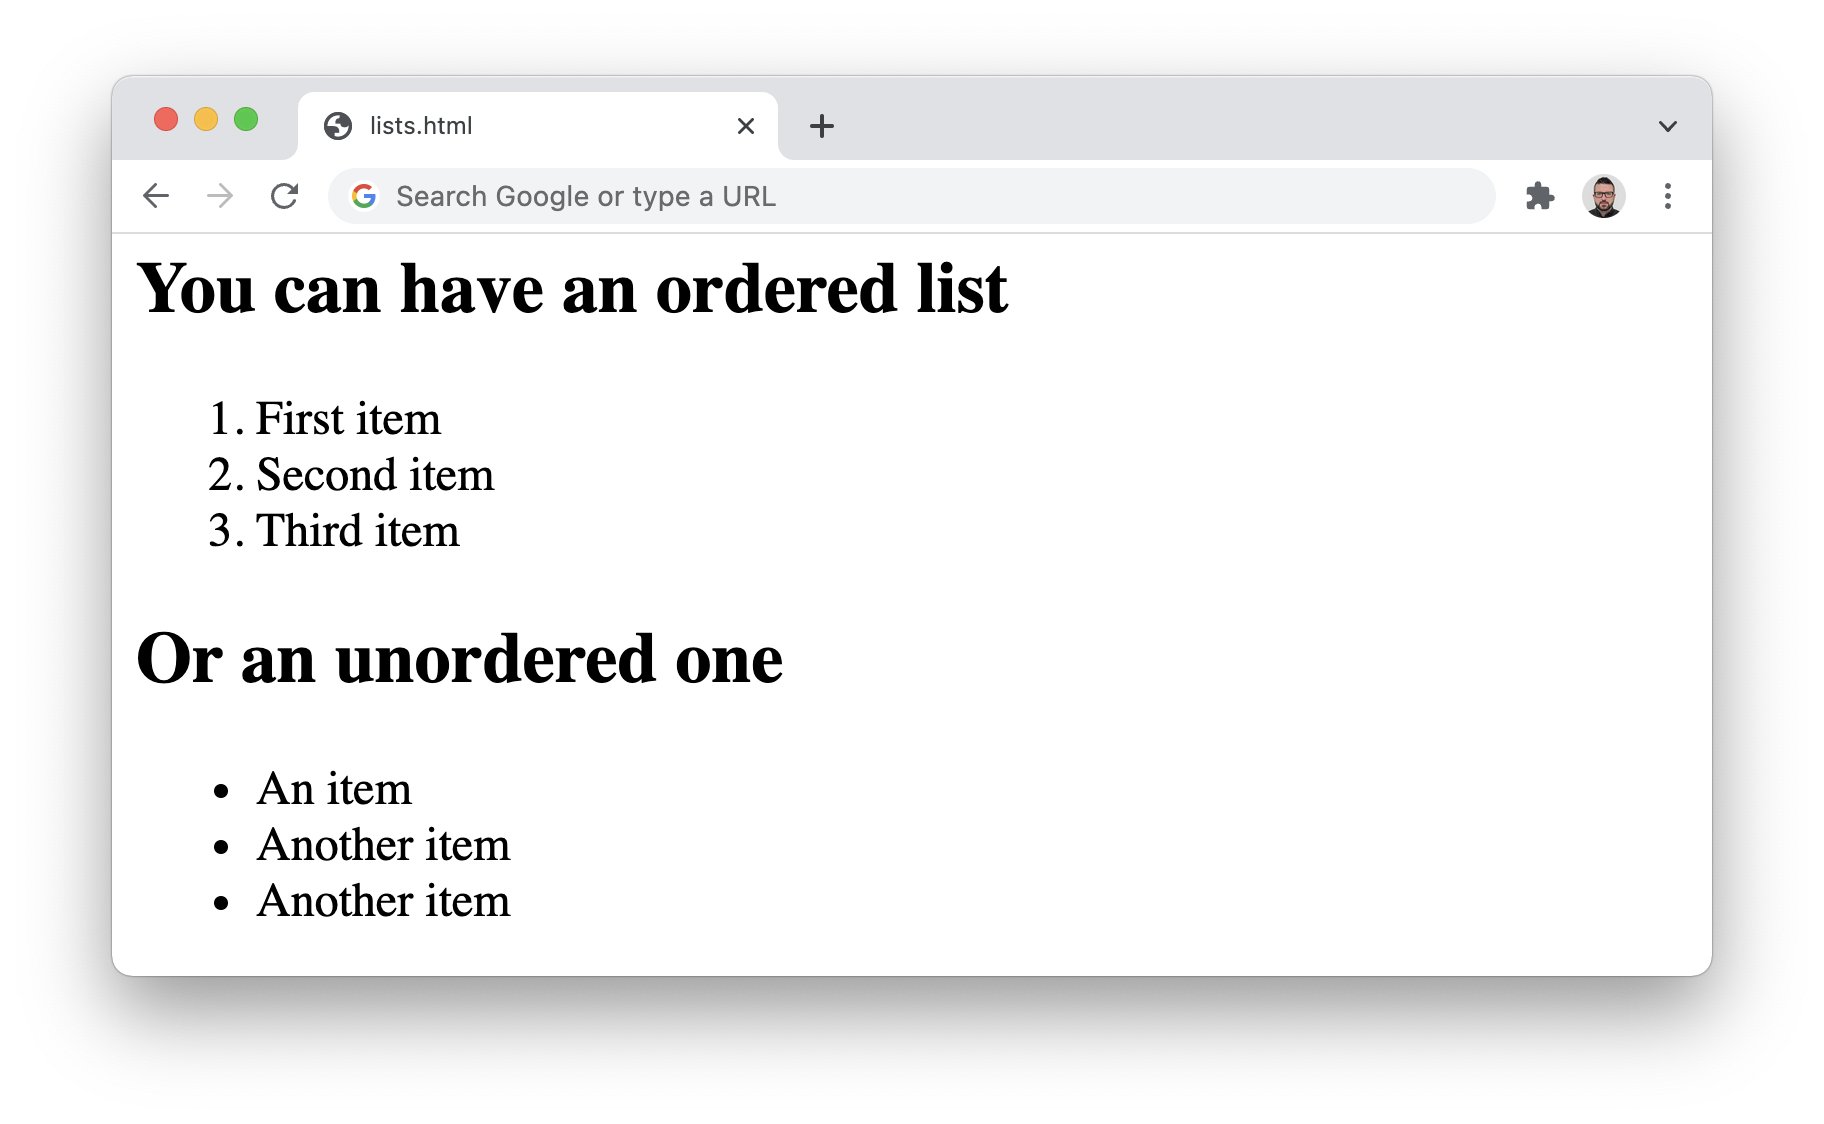 lists.html
Search Google or type a URL
You can have an ordered list
1. First item
2. Second item
3. Third item
Or an unordered one
• An item
• Another item
• Another item